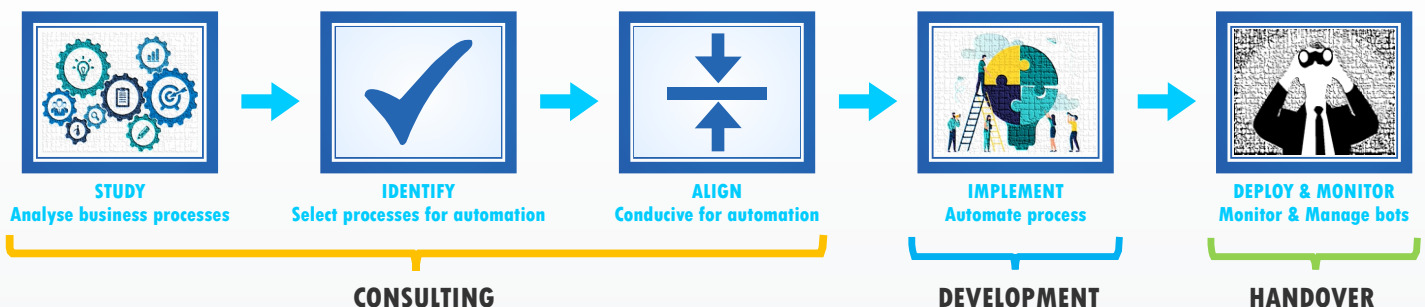 STUDY
Analyse business processes
IDENTIFY
Select processes for automation
ALIGN
Conducive for automation
IMPLEMENT
Automate process
DEPLOY & MONITOR
Monitor & Manage bots
CONSULTING
DEVELOPMENT
HANDOVER